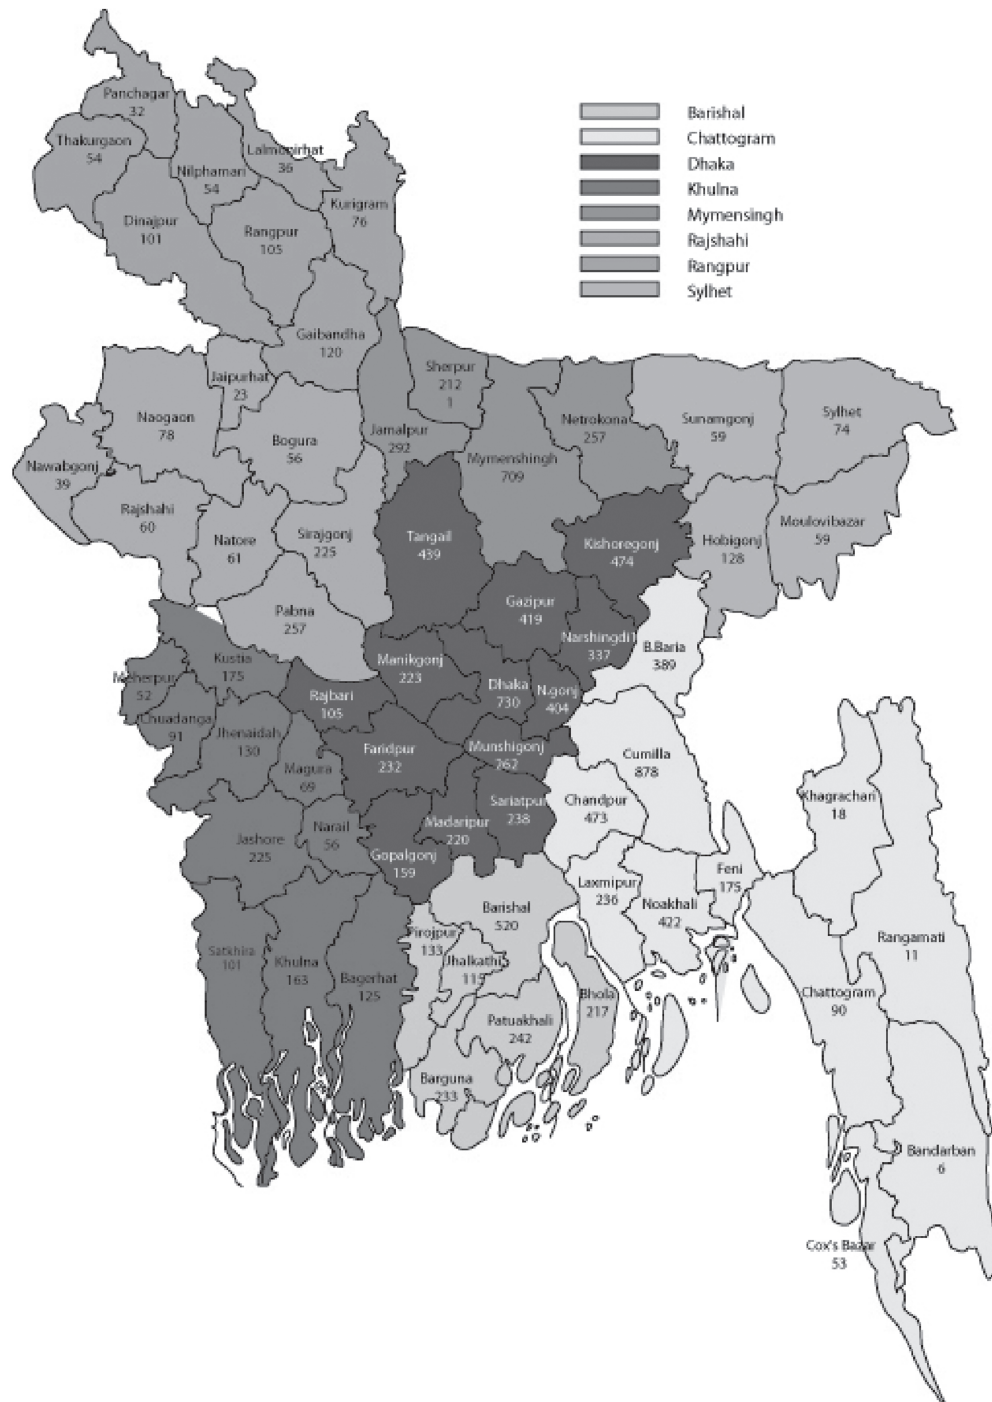 Panchagar
32
Thakurgaon
54
Lalmonirhat
36
Nilphamari
54
Kurigram
76
Dinajpur
101
Rangpur
105
Gaibandha
120
Barishal
Chattogram
Dhaka
Khulna
Mymensingh
Rajshahi
Rangpur
Sylhet
Jaipurhat
23
Naogaon
78
Bogura
56
Nawabgonj
39
Rajshahi
60
Natore
61
Sirajgonj
225
Pabna
257
Sherpur
212
1
Jamalpur
292
Netrokona
257
Mymenshingh
709
Sunamgonj
59
Sylhet
74
Moulovibazar
59
Hobigonj
128
Tangail
439
Kishoregonj
474
Gazipur
419
Narshingdi
337
B.Baria
389
Manikgonj
223
Dhaka
730
N.gonj
404
Rajbari
105
Faridpur
232
Munshigonj
262
Sariatpur
238
Madaripur
220
Gopalgonj
159
Kustia
175
Meherpur
52
Chuadanga
91
Jhenaidah
130
Magura
69
Jashore
225
Narail
56
Satkhira
101
Khulna
163
Bagerhat
125
Cumilla
878
Chandpur
473
Laxmipur
236
Noakhali
422
Feni
175
Khagrachari
18
Rangamati
11
Chattogram
90
Bandarban
6
Cox's Bazar
53
Barishal
520
Pirojpur
133
Jhalkathi
115
Bhola
217
Patuakhali
242
Barguna
233